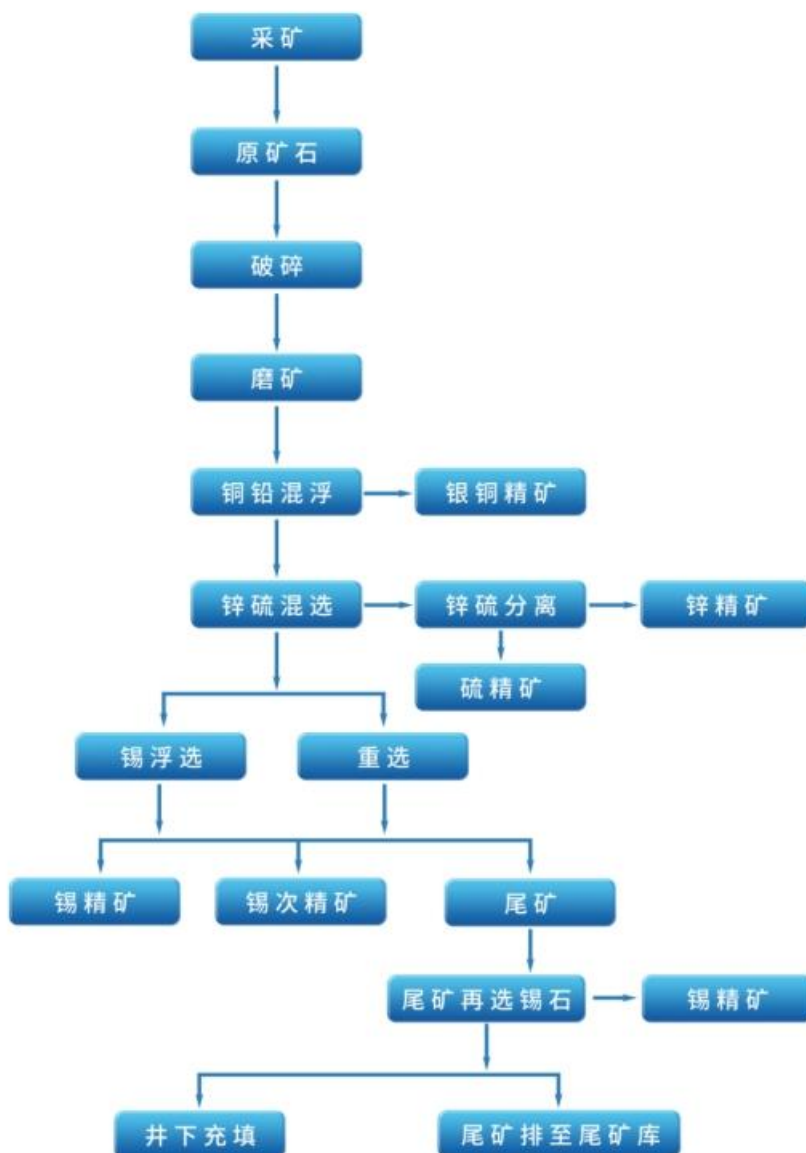 采矿
原矿石
破碎
磨矿
铜铅混浮
银铜精矿
锌硫混选
锌硫分离
锌精矿
硫精矿
锡浮选
重选
锡精矿
锡次精矿
尾矿
尾矿再选锡石
锡精矿
井下充填
尾矿排至尾矿库